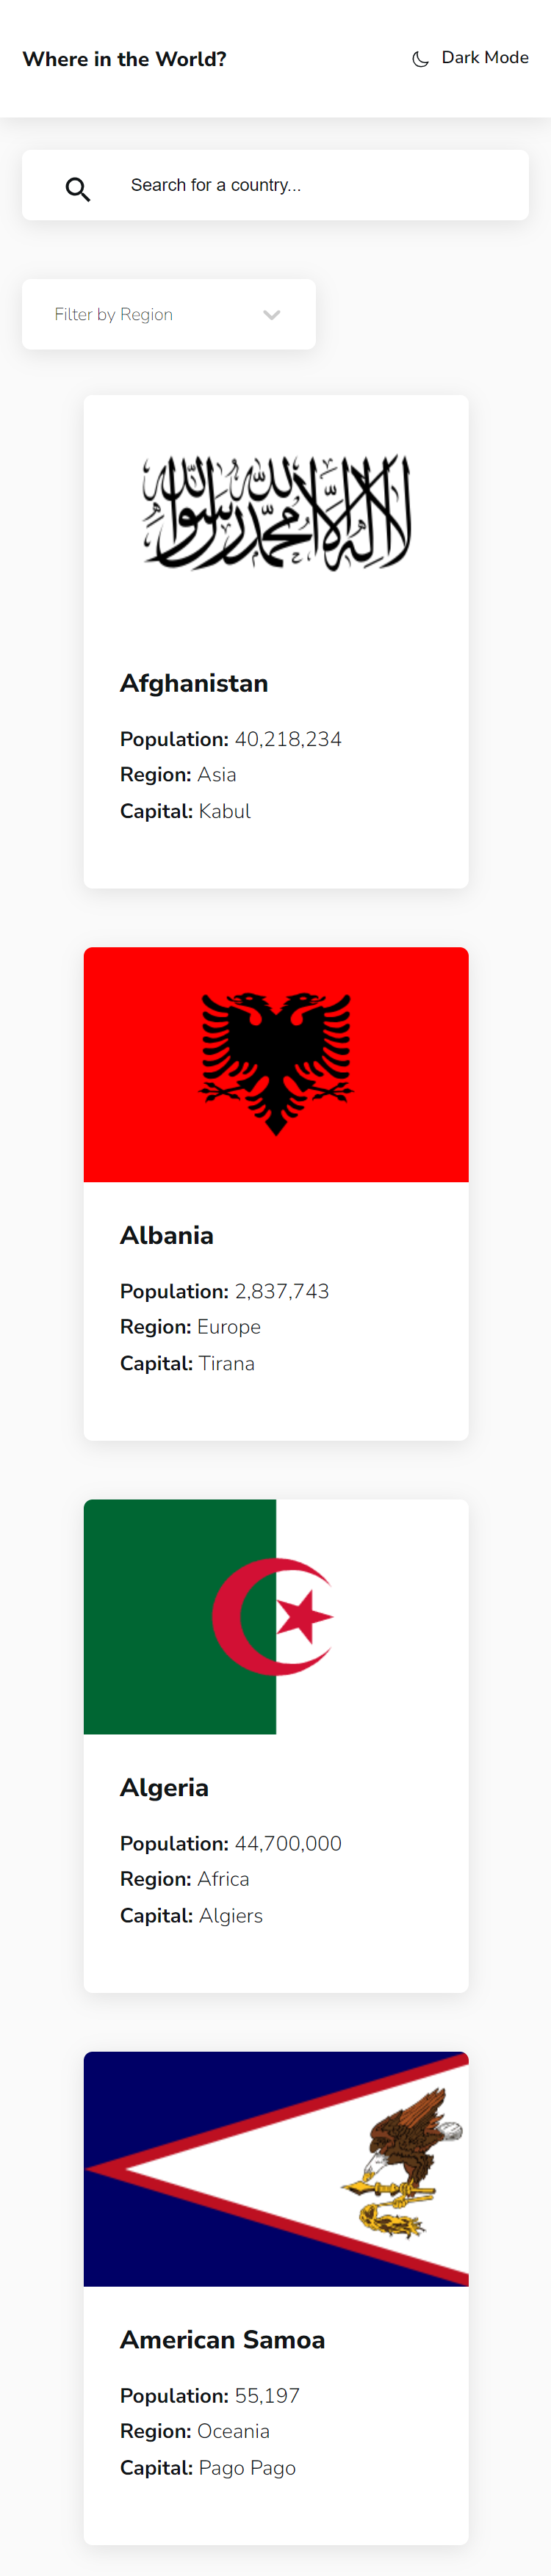 Where in the World?
Dark Mode
Search for a country...
Filter by Region
لا إله إلا الله محمد رسول الله
Afghanistan
Population: 40,218,234
Region: Asia
Capital: Kabul
Albania
Population: 2,837,743
Region: Europe
Capital: Tirana
Algeria
Population: 44,700,000
Region: Africa
Capital: Algiers
American Samoa
Population: 55,197
Region: Oceania
Capital: Pago Pago